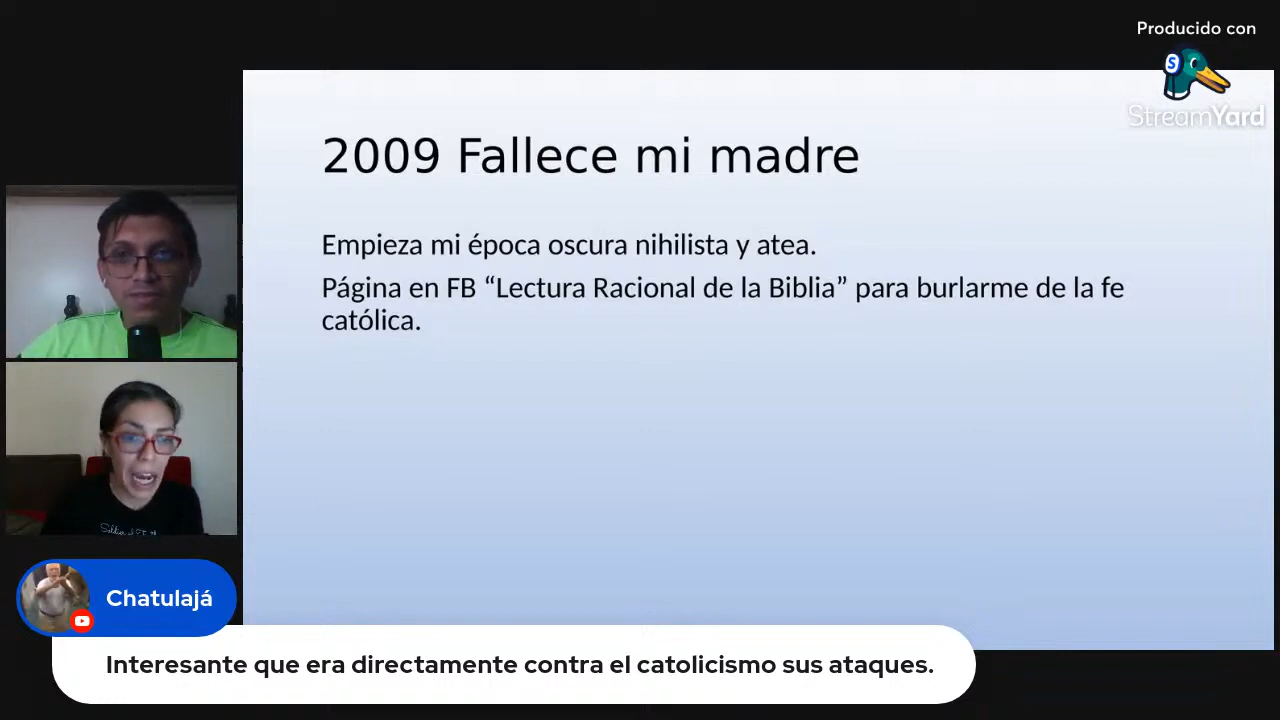 Producido con
StreamYard
2009 Fallece mi madre
Empieza mi época oscura nihilista y atea.
Página en FB “Lectura Racional de la Biblia” para burlarme de la fe
católica.
Chatulajá
Interesante que era directamente contra el catolicismo sus ataques.